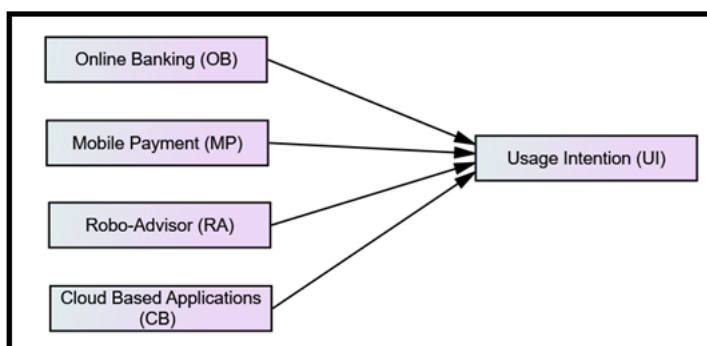 Online Banking (OB)
Mobile Payment (MP)
Usage Intention (UI)
Robo-Advisor (RA)
Cloud Based Applications
(CB)